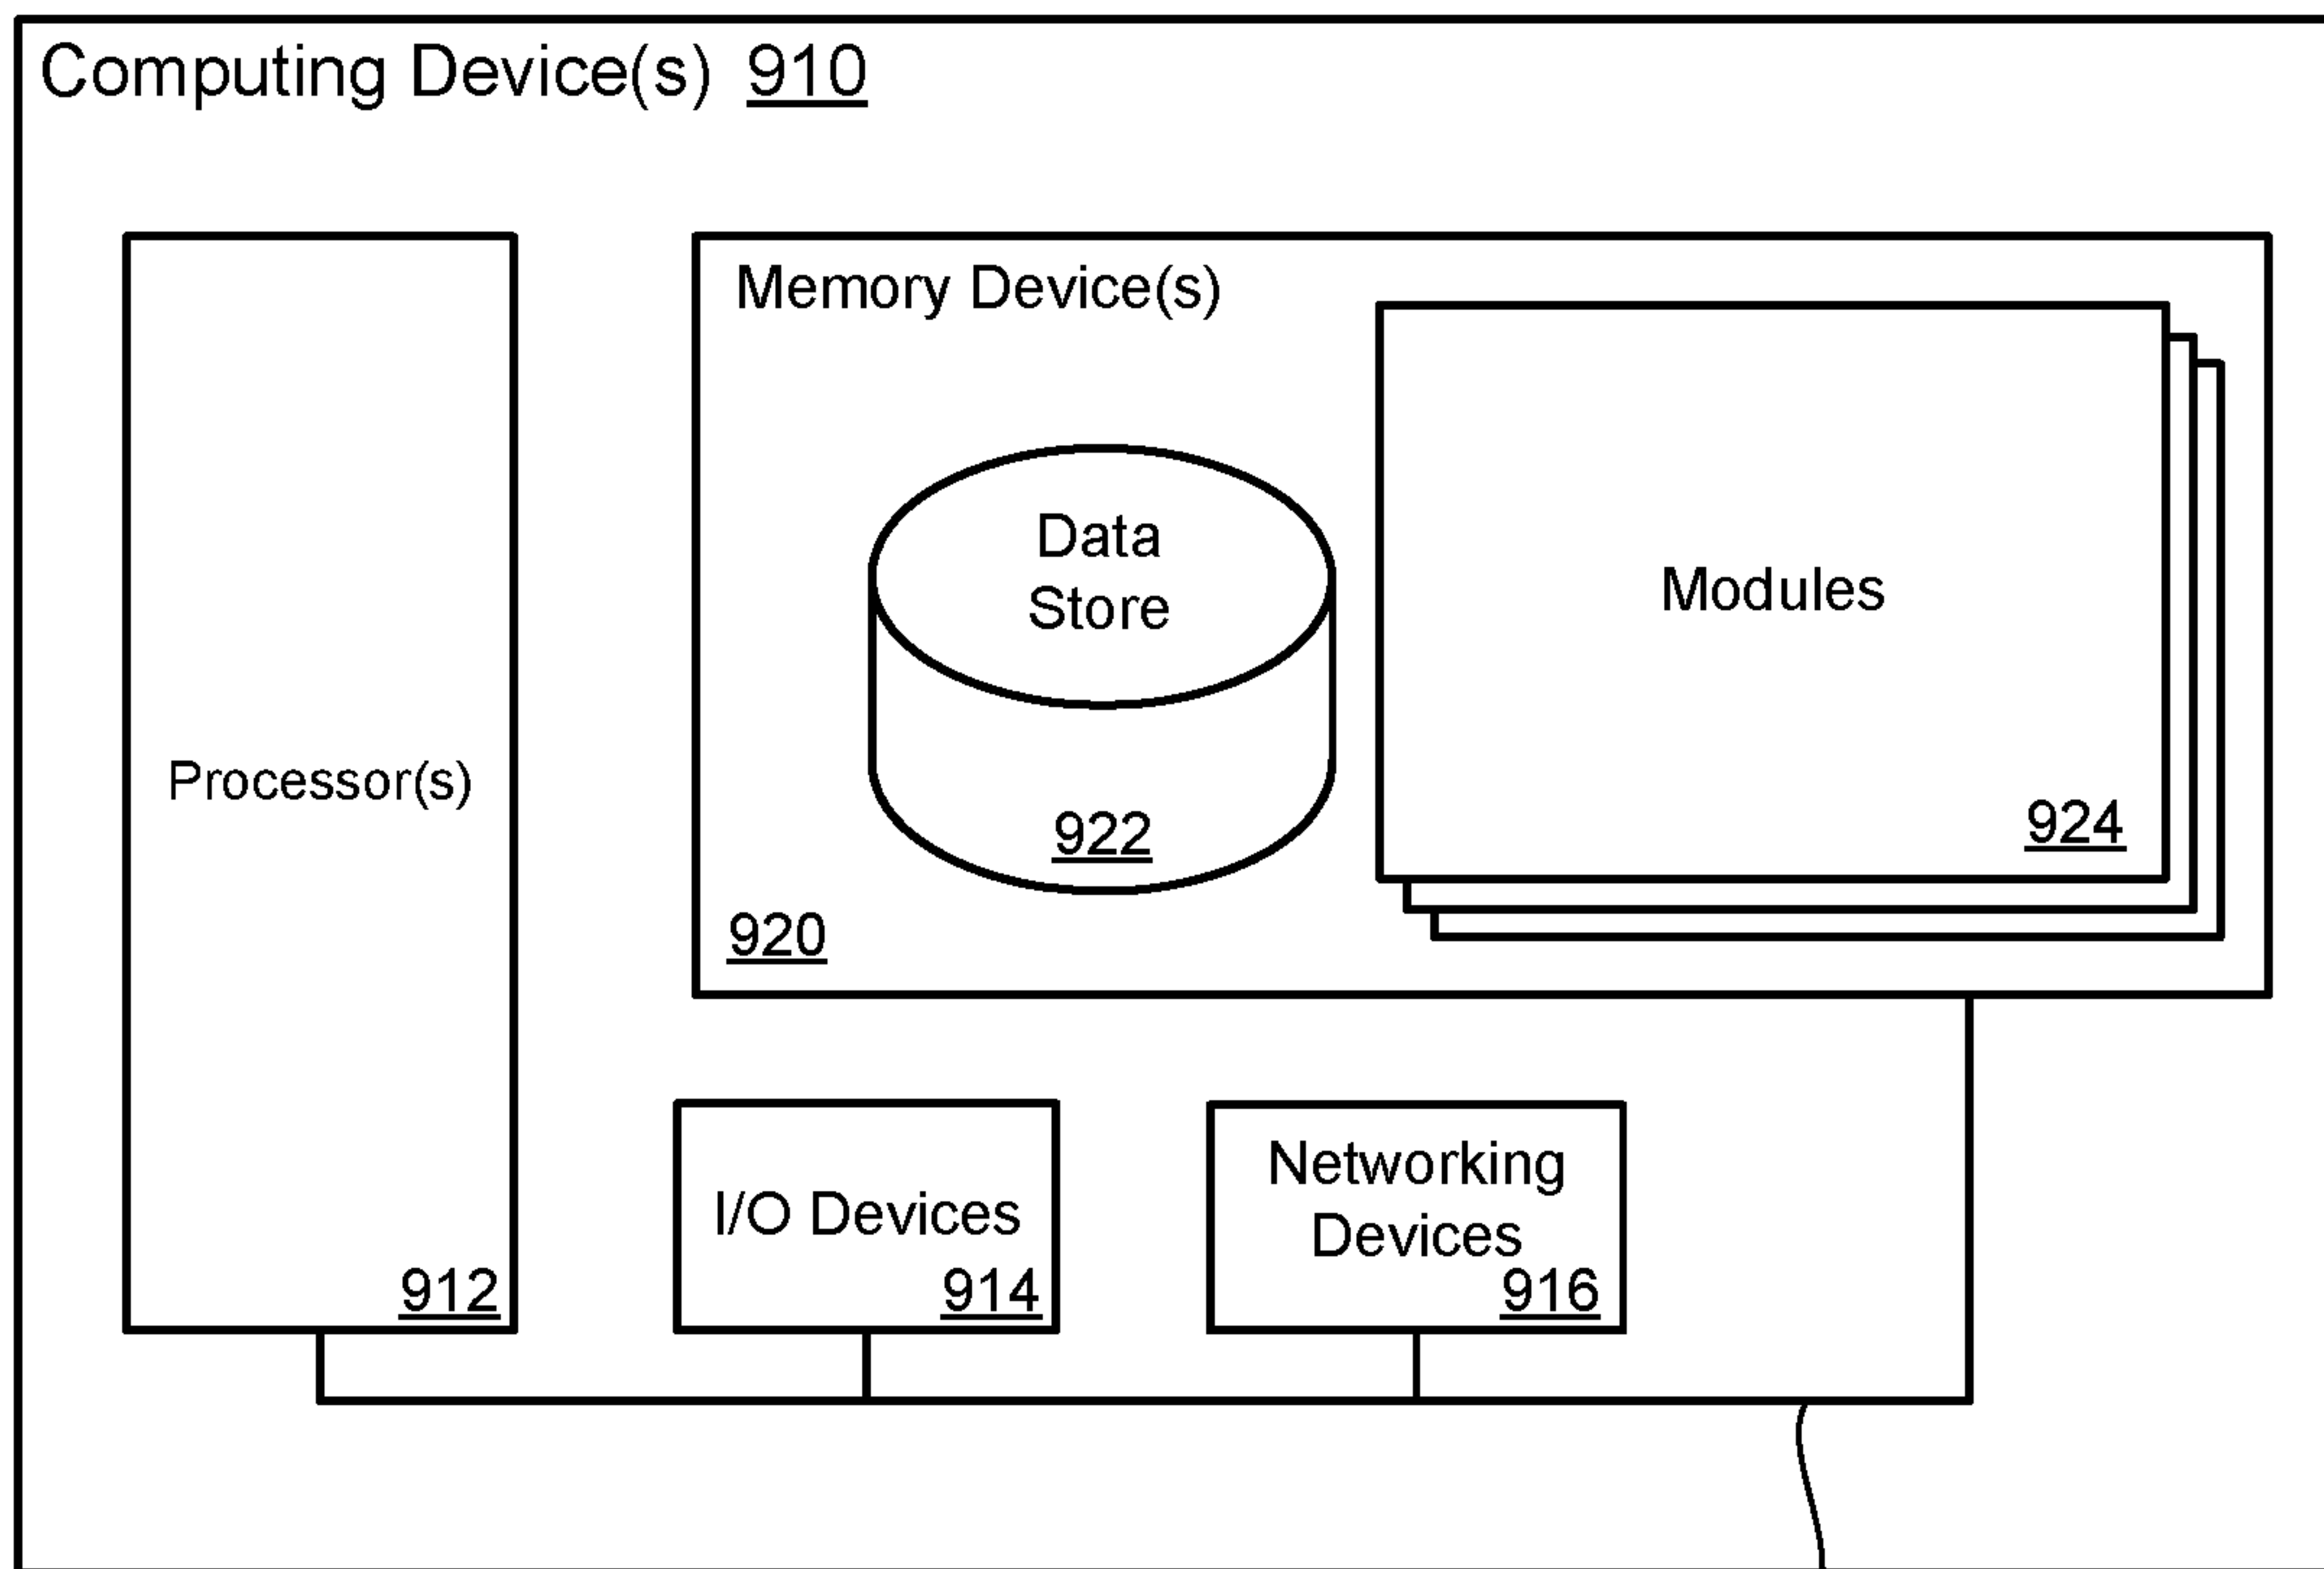 Computing Device(s) 910
Memory Device(s)
Data
Store
922
Modules
924
920
Processor(s)
912
I/O Devices
914
Networking
Devices
916